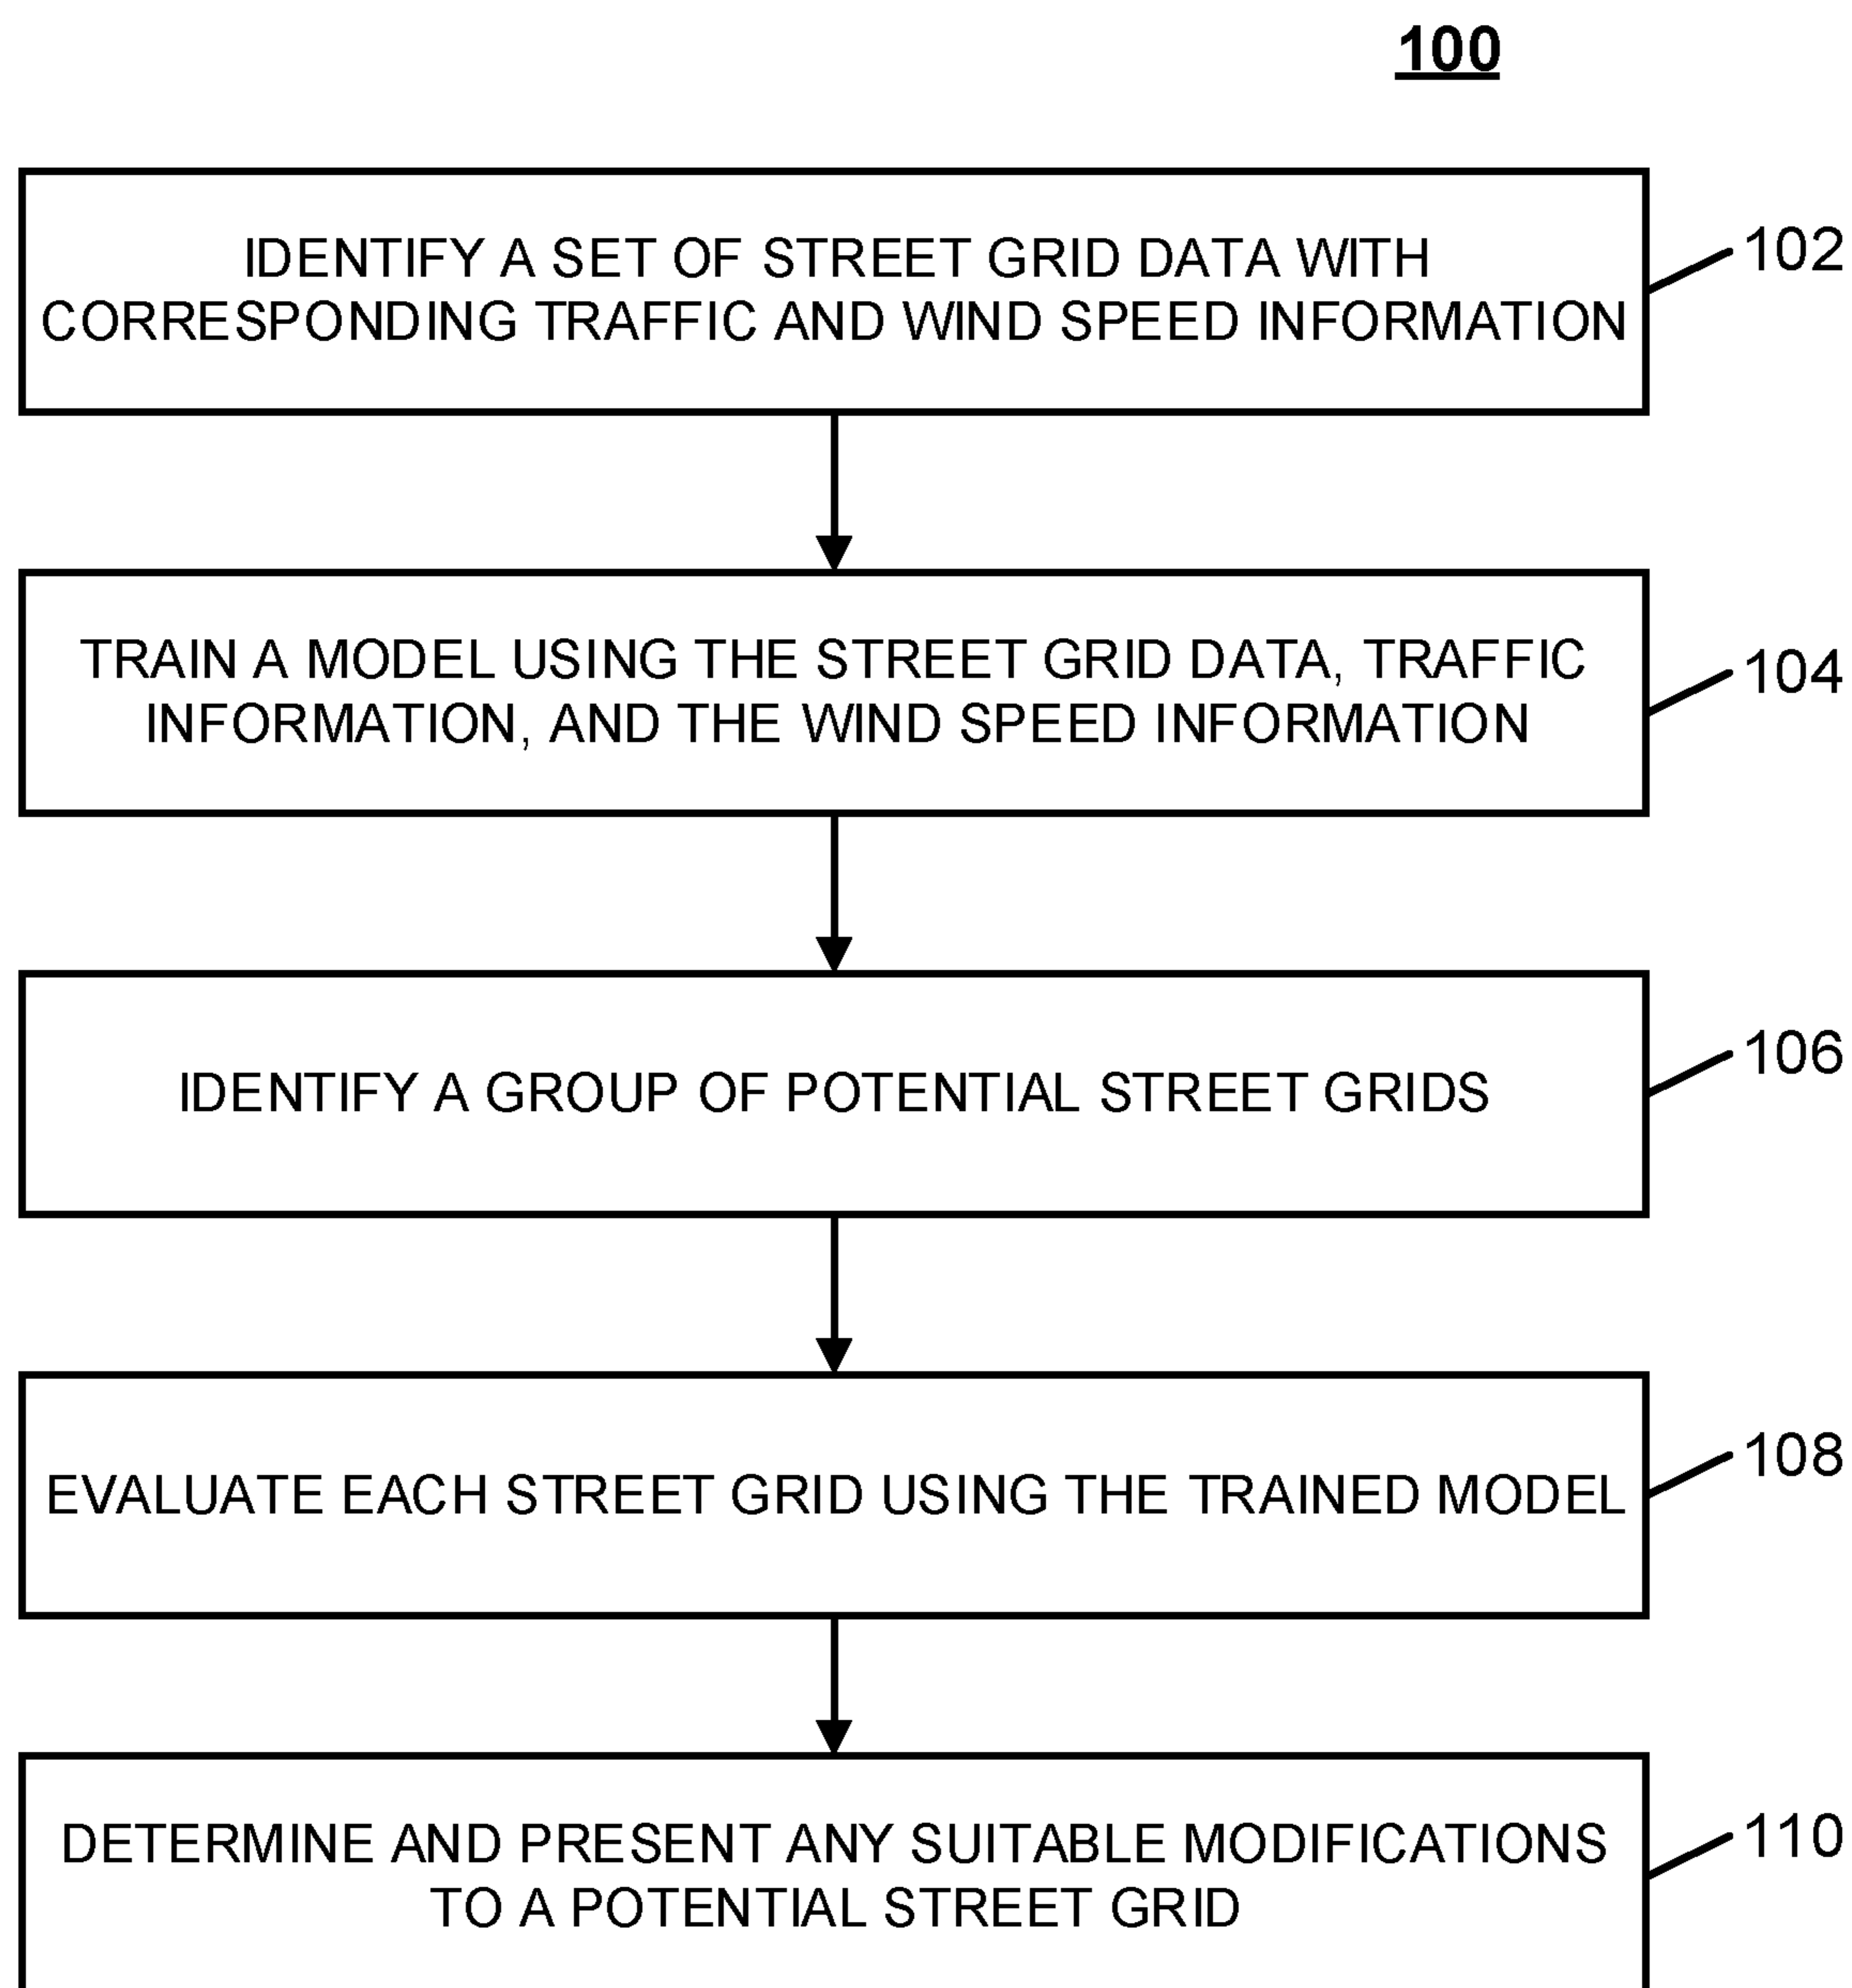 100
IDENTIFY A SET OF STREET GRID DATA WITH
CORRESPONDING TRAFFIC AND WIND SPEED INFORMATION
102
TRAIN A MODEL USING THE STREET GRID DATA, TRAFFIC
INFORMATION, AND THE WIND SPEED INFORMATION
104
IDENTIFY A GROUP OF POTENTIAL STREET GRIDS
106
EVALUATE EACH STREET GRID USING THE TRAINED MODEL
108
DETERMINE AND PRESENT ANY SUITABLE MODIFICATIONS
TO A POTENTIAL STREET GRID
110